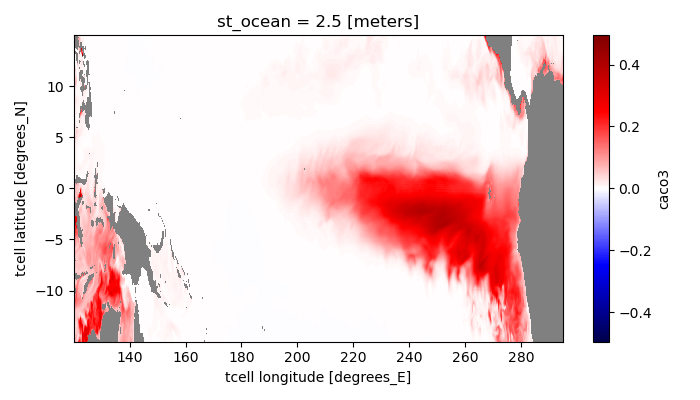 st_ocean = 2.5 [meters]
10
5
0
−5
−10
tcell latitude [degrees_N]
140 160 180 200 220 240 260 280
tcell longitude [degrees_E]
0.4
0.2
0.0
−0.2
−0.4
caco3